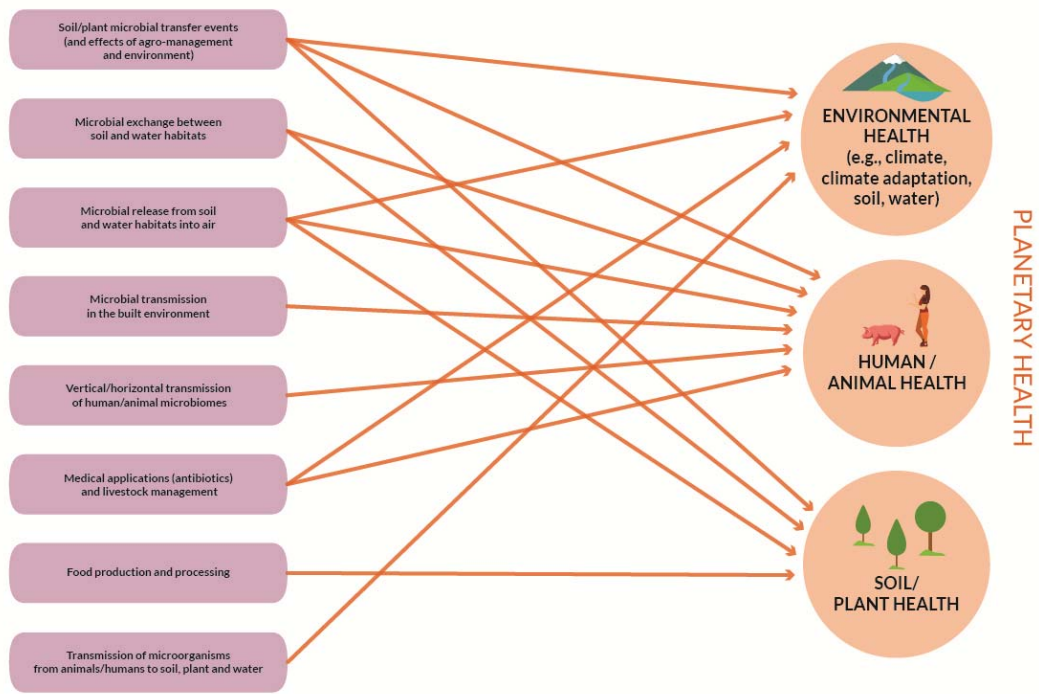 Soil/plant microbial transfer events
(and effects of agro-management
and environment)
Microbial exchange between
soil and water habitats
Microbial release from soil
and water habitats into air
Microbial transmission
in the built environment
Vertical/horizontal transmission
of human/animal microbiomes
Medical applications (antibiotics)
and livestock management
Food production and processing
Transmission of microorganisms
from animals/humans to soil, plant and water
ENVIRONMENTAL
HEALTH
(e.g., climate,
climate adaptation,
soil, water)
HUMAN /
ANIMAL HEALTH
SOIL/
PLANT HEALTH
PLANETARY HEALTH